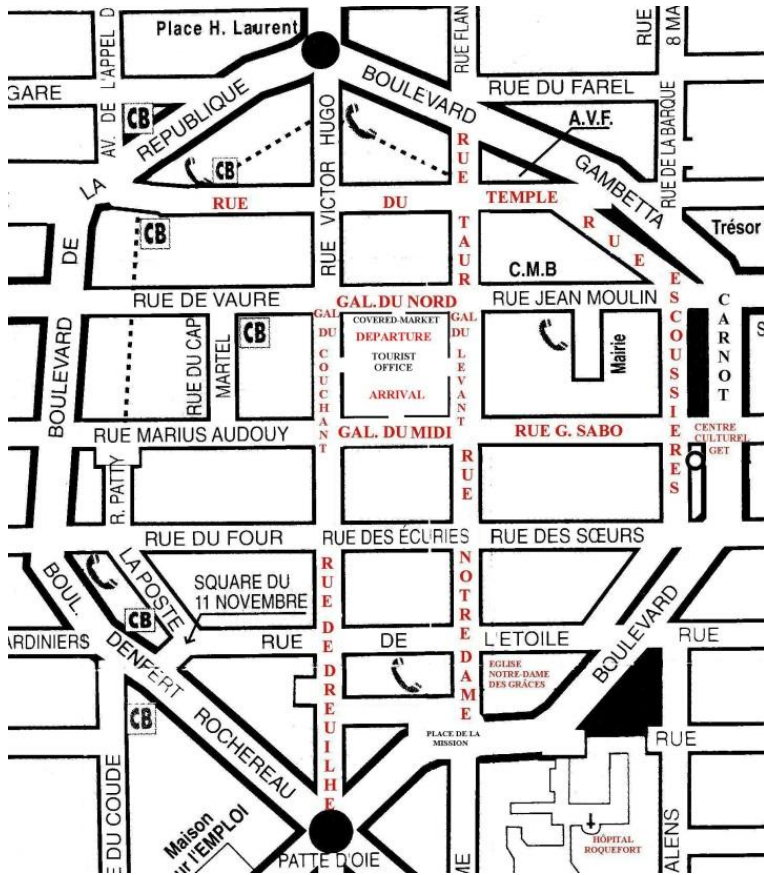 Place H. Laurent
AV. DE L'APPEL D
RUE FLAN
RUE
8 MA
GARE
BOULEVARD
RUE DU FAREL
CB
REPUBLIQUE
RUE VICTOR HUGO
A.V.F.
RUE DE LA BARQUE
CB
GAMBETTA
LA
RUE DU TEMPLE
RUE DU TAUR
RUE ESCOUSSIERES
CB
DE
Trésor
C.M.B
RUE DE VAURE
GAL. DU NORD
RUE JEAN MOULIN
CARNOT
GAL DU COUCHANT
COVERED-MARKET
GAL DU LEVANT
DEPARTURE
CB
TOURIST
OFFICE
Mairie
S
RUE DU CAP
MARTEL
ARRIVAL
BOULEVARD
RUE MARIUS AUDOUY
GAL. DU MIDI
RUE G. SABO
CENTRE
CULTUREL
GET
R. PATTY
RUE DU FOUR
RUE DES ÉCURIES
RUE DES SŒURS
RUE NOTRE DAME
RUE DE DREUILHE
LA POSTE
SQUARE DU
11 NOVEMBRE
BOUL.
DENFERT
ROCHEREAU
CB
ARDINIERS
RUE DE L'ETOILE
BOULEVARD
RUE
EGLISE
NOTRE-DAME
DES GRÂCES
CB
PLACE DE LA
MISSION
RUE
E DU COUDE
Maison
ur l'EMPLOI
PATTE D'OIE
ME
HÔPITAL
ROQUEFORT
ALENS